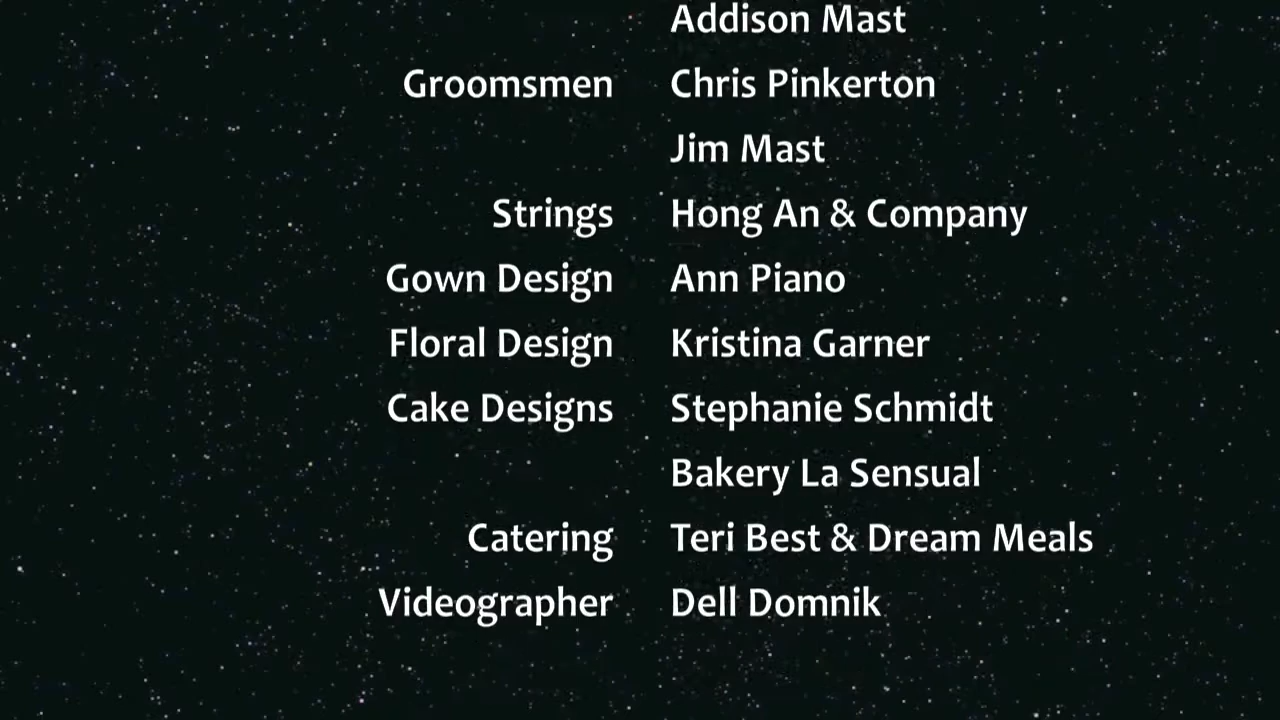 Addison Mast
Groomsmen Chris Pinkerton
Jim Mast
Strings Hong An & Company
Gown Design Ann Piano
Floral Design Kristina Garner
Cake Designs Stephanie Schmidt
Bakery La Sensual
Catering Teri Best & Dream Meals
Videographer Dell Domnik